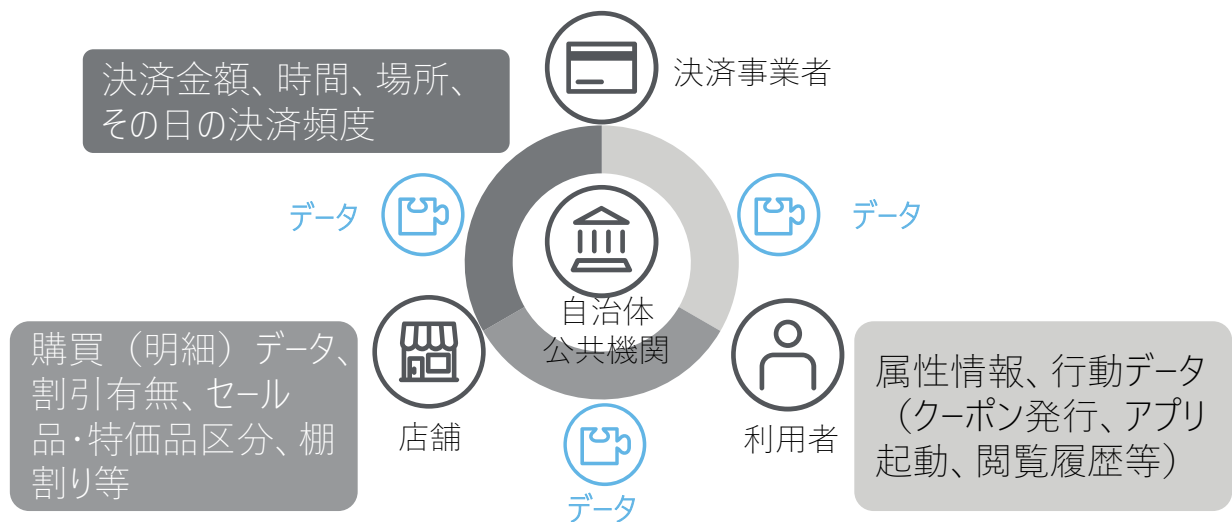 決済金額、時間、場所、
その日の決済頻度
決済事業者
データ
データ
自治体
公共機関
購買（明細）データ、
割引有無、セール
品・特価品区分、棚
割り等
店舗
利用者
属性情報、行動データ
（クーポン発行、アプリ
起動、閲覧履歴等）
データ